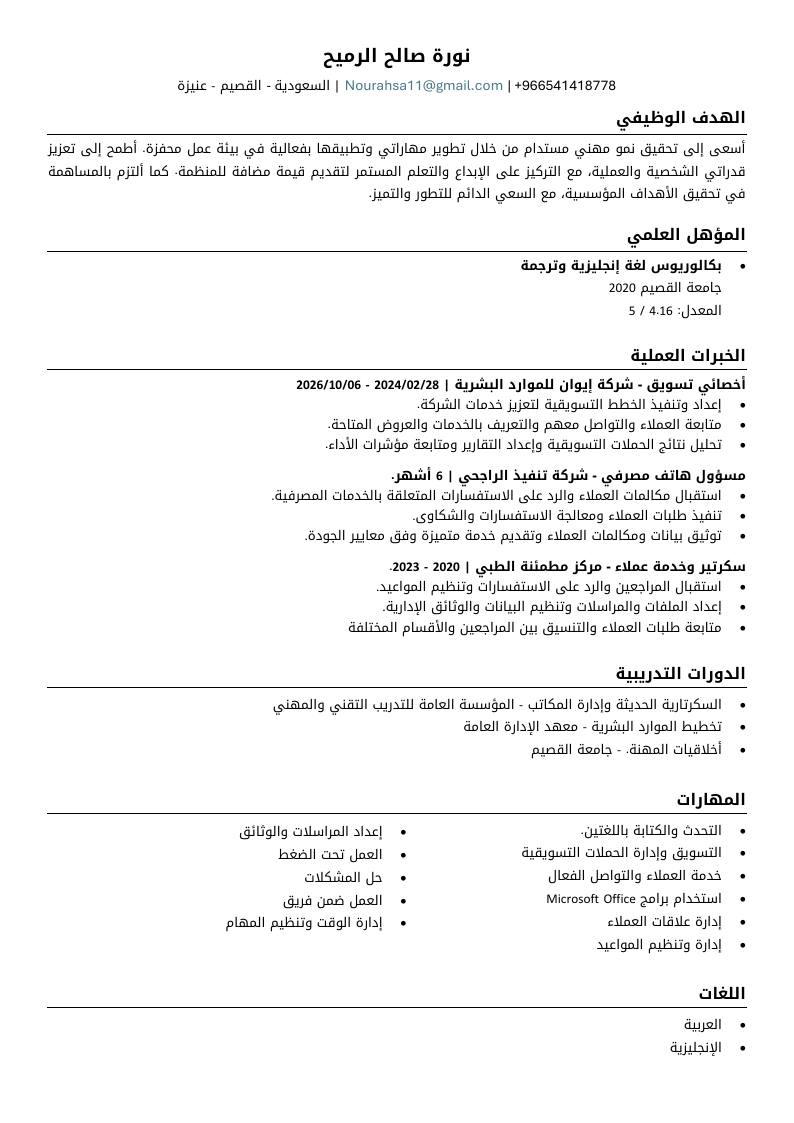 نورة صالح الرميح
السعودية - القصيم - عنيزة | Nourahsa11@gmail.com | +966541418778
الهدف الوظيفي
أسعى إلى تحقيق نمو مهني مستدام من خلال تطوير مهاراتي وتطبيقها بفعالية في بيئة عمل محفزة. أطمح إلى تعزيز
قدراتي الشخصية والعملية، مع التركيز على الإبداع والتعلم المستمر لتقديم قيمة مضافة للمنظمة. كما ألتزم بالمساهمة
في تحقيق الأهداف المؤسسية، مع السعي الدائم للتطور والتميز.
المؤهل العلمي
• بكالوريوس لغة إنجليزية وترجمة
جامعة القصيم 2020
المعدل: 4.16 / 5
الخبرات العملية
أخصائي تسويق - شركة إيوان للموارد البشرية | 2024/02/28 - 2026/10/06
• إعداد وتنفيذ الخطط التسويقية لتعزيز خدمات الشركة.
• متابعة العملاء والتواصل معهم والتعريف بالخدمات والعروض المتاحة.
• تحليل نتائج الحملات التسويقية وإعداد التقارير ومتابعة مؤشرات الأداء.
مسؤول هاتف مصرفي - شركة تنفيذ الراجحي | 6 أشهر.
• استقبال مكالمات العملاء والرد على الاستفسارات المتعلقة بالخدمات المصرفية.
• تنفيذ طلبات العملاء ومعالجة الاستفسارات والشكاوى.
• توثيق بيانات ومكالمات العملاء وتقديم خدمة متميزة وفق معايير الجودة.
سكرتير وخدمة عملاء - مركز مطمئنة الطبي | 2020 - 2023.
• استقبال المراجعين والرد على الاستفسارات وتنظيم المواعيد.
• إعداد الملفات والمراسلات وتنظيم البيانات والوثائق الإدارية.
• متابعة طلبات العملاء والتنسيق بين المراجعين والأقسام المختلفة
الدورات التدريبية
• السكرتارية الحديثة وإدارة المكاتب - المؤسسة العامة للتدريب التقني والمهني
• تخطيط الموارد البشرية - معهد الإدارة العامة
• أخلاقيات المهنة. - جامعة القصيم
المهارات
• التحدث والكتابة باللغتين.
• التسويق وإدارة الحملات التسويقية
• خدمة العملاء والتواصل الفعال
• استخدام برامج Microsoft Office
• إدارة علاقات العملاء
• إدارة وتنظيم المواعيد
• إعداد المراسلات والوثائق
• العمل تحت الضغط
• حل المشكلات
• العمل ضمن فريق
• إدارة الوقت وتنظيم المهام
اللغات
• العربية
• الإنجليزية